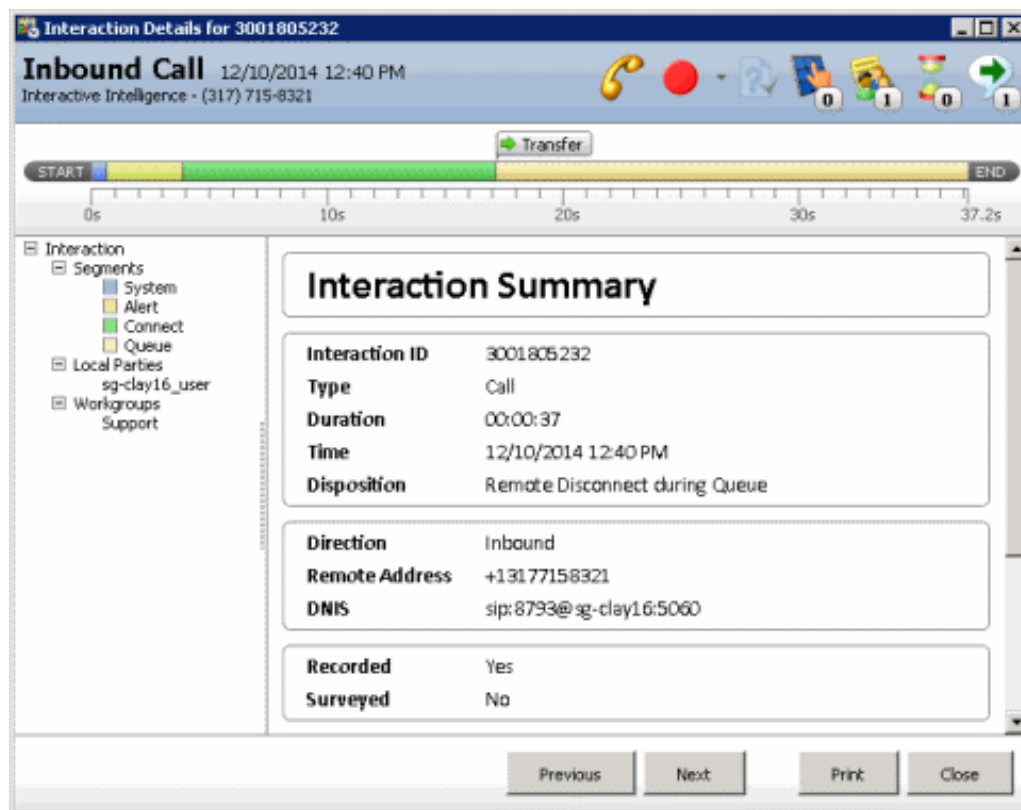 Interaction Details for 3001805232
Inbound Call 12/10/2014 12:40 PM
Interactive Intelligence - (317) 715-8321
0 1 0 1
Transfer
START END
0s 10s 20s 30s 37.2s
Interaction
Segments
System
Alert
Connect
Queue
Local Parties
sg-clay16_user
Workgroups
Support
Interaction Summary
Interaction ID 3001805232
Type Call
Duration 00:00:37
Time 12/10/2014 12:40 PM
Disposition Remote Disconnect during Queue
Direction Inbound
Remote Address +13177158321
DNIS sip:8793@sg-clay16:5060
Recorded Yes
Surveyed No
Previous Next Print Close